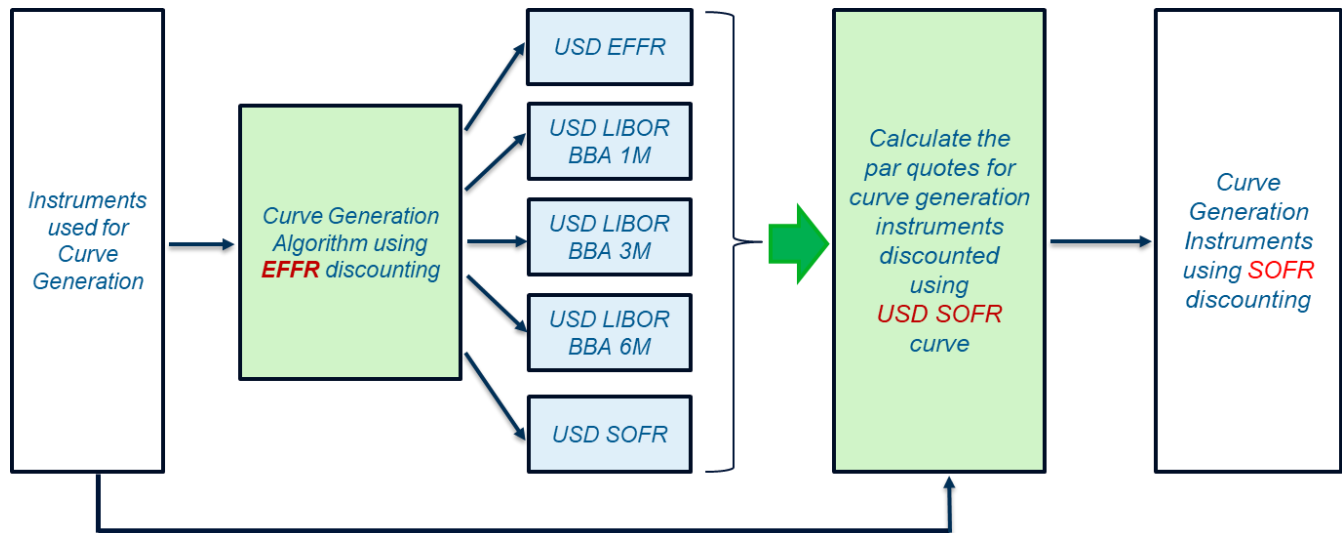 Instruments
used for
Curve
Generation
Curve Generation
Algorithm using
EFFR discounting
USD EFFR
USD LIBOR
BBA 1M
USD LIBOR
BBA 3M
USD LIBOR
BBA 6M
USD SOFR
Calculate the
par quotes for
curve generation
instruments
discounted
using
USD SOFR
curve
Curve
Generation
Instruments
using SOFR
discounting